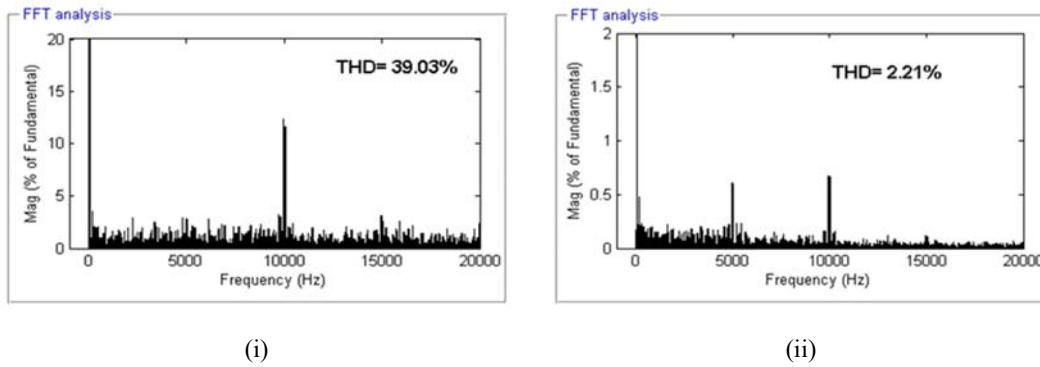 FFT analysis
THD= 39.03%
Mag (% of Fundamental)
20
15
10
5
0
0 5000 10000 15000 20000
Frequency (Hz)
(i)
FFT analysis
THD= 2.21%
Mag (% of Fundamental)
2
1.5
1
0.5
0
0 5000 10000 15000 20000
Frequency (Hz)
(ii)